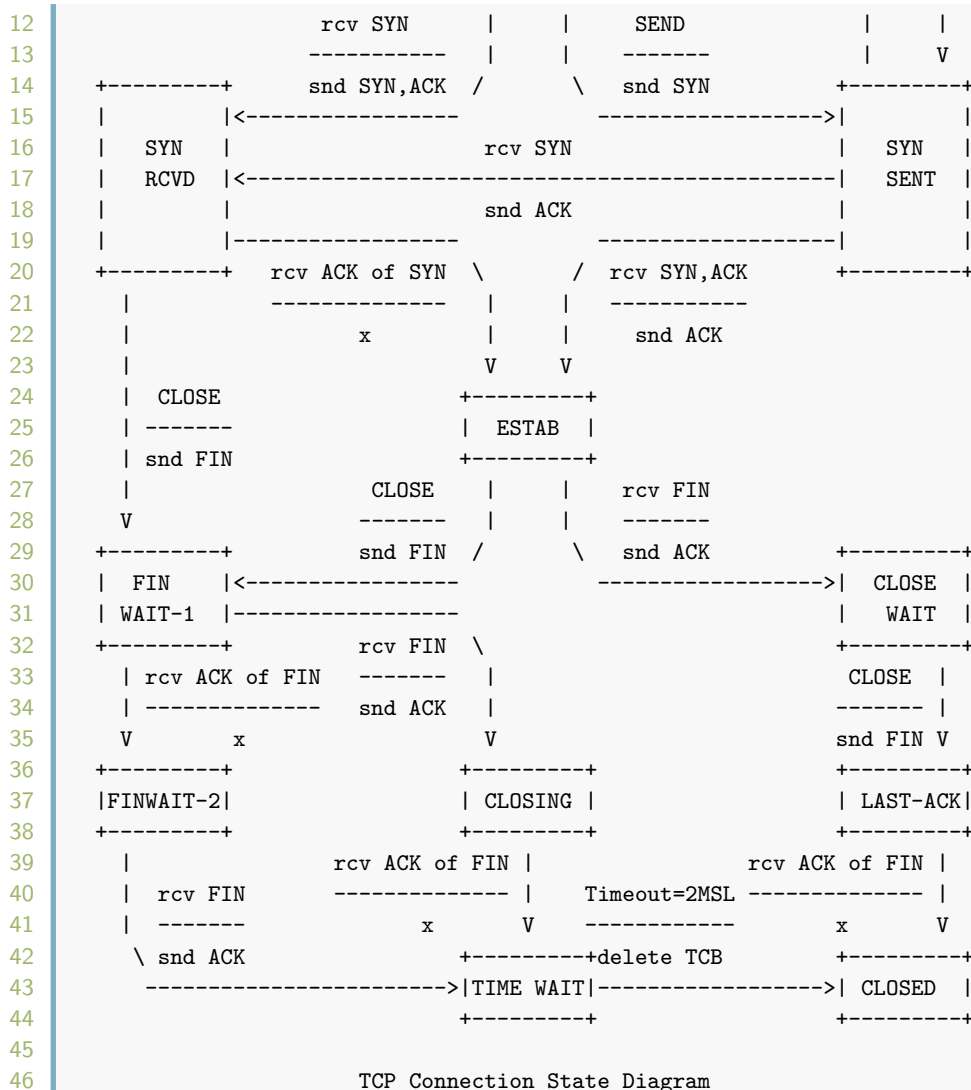 12                     rcv SYN      |     |    SEND                     |    |
13                    -----------   |     |   -------                   |    V
14    +---------+     snd SYN,ACK  /       \   snd SYN            +---------+
15    |         |<-----------------           ------------------>|         |
16    |   SYN   |                    rcv SYN                     |   SYN   |
17    |   RCVD  |<-----------------------------------------------|   SENT  |
18    |         |                    snd ACK                     |         |
19    |         |------------------           -------------------|         |
20    +---------+   rcv ACK of SYN  \       /  rcv SYN,ACK       +---------+
21      |           --------------   |     |   -----------
22      |                  x         |     |     snd ACK
23      |                            V     V
24      |  CLOSE                   +---------+
25      | -------                  |  ESTAB  |
26      | snd FIN                  +---------+
27      |                   CLOSE    |     |    rcv FIN
28      V                  -------   |     |    -------
29    +---------+          snd FIN  /       \   snd ACK          +---------+
30    |  FIN    |<-----------------           ------------------>|  CLOSE  |
31    | WAIT-1  |------------------                              |   WAIT  |
32    +---------+          rcv FIN  \                            +---------+
33      | rcv ACK of FIN   -------   |                            CLOSE  |
34      | --------------   snd ACK   |                           ------- |
35      V        x                   V                           snd FIN V
36    +---------+                  +---------+                   +---------+
37    |FINWAIT-2|                  | CLOSING |                   | LAST-ACK|
38    +---------+                  +---------+                   +---------+
39      |                rcv ACK of FIN |                 rcv ACK of FIN |
40      |  rcv FIN       -------------- |    Timeout=2MSL -------------- |
41      |  -------              x       V    ------------        x       V
42       \ snd ACK                 +---------+delete TCB         +---------+
43        ------------------------>|TIME WAIT|------------------>| CLOSED  |
44                                 +---------+                   +---------+
45
46                         TCP Connection State Diagram